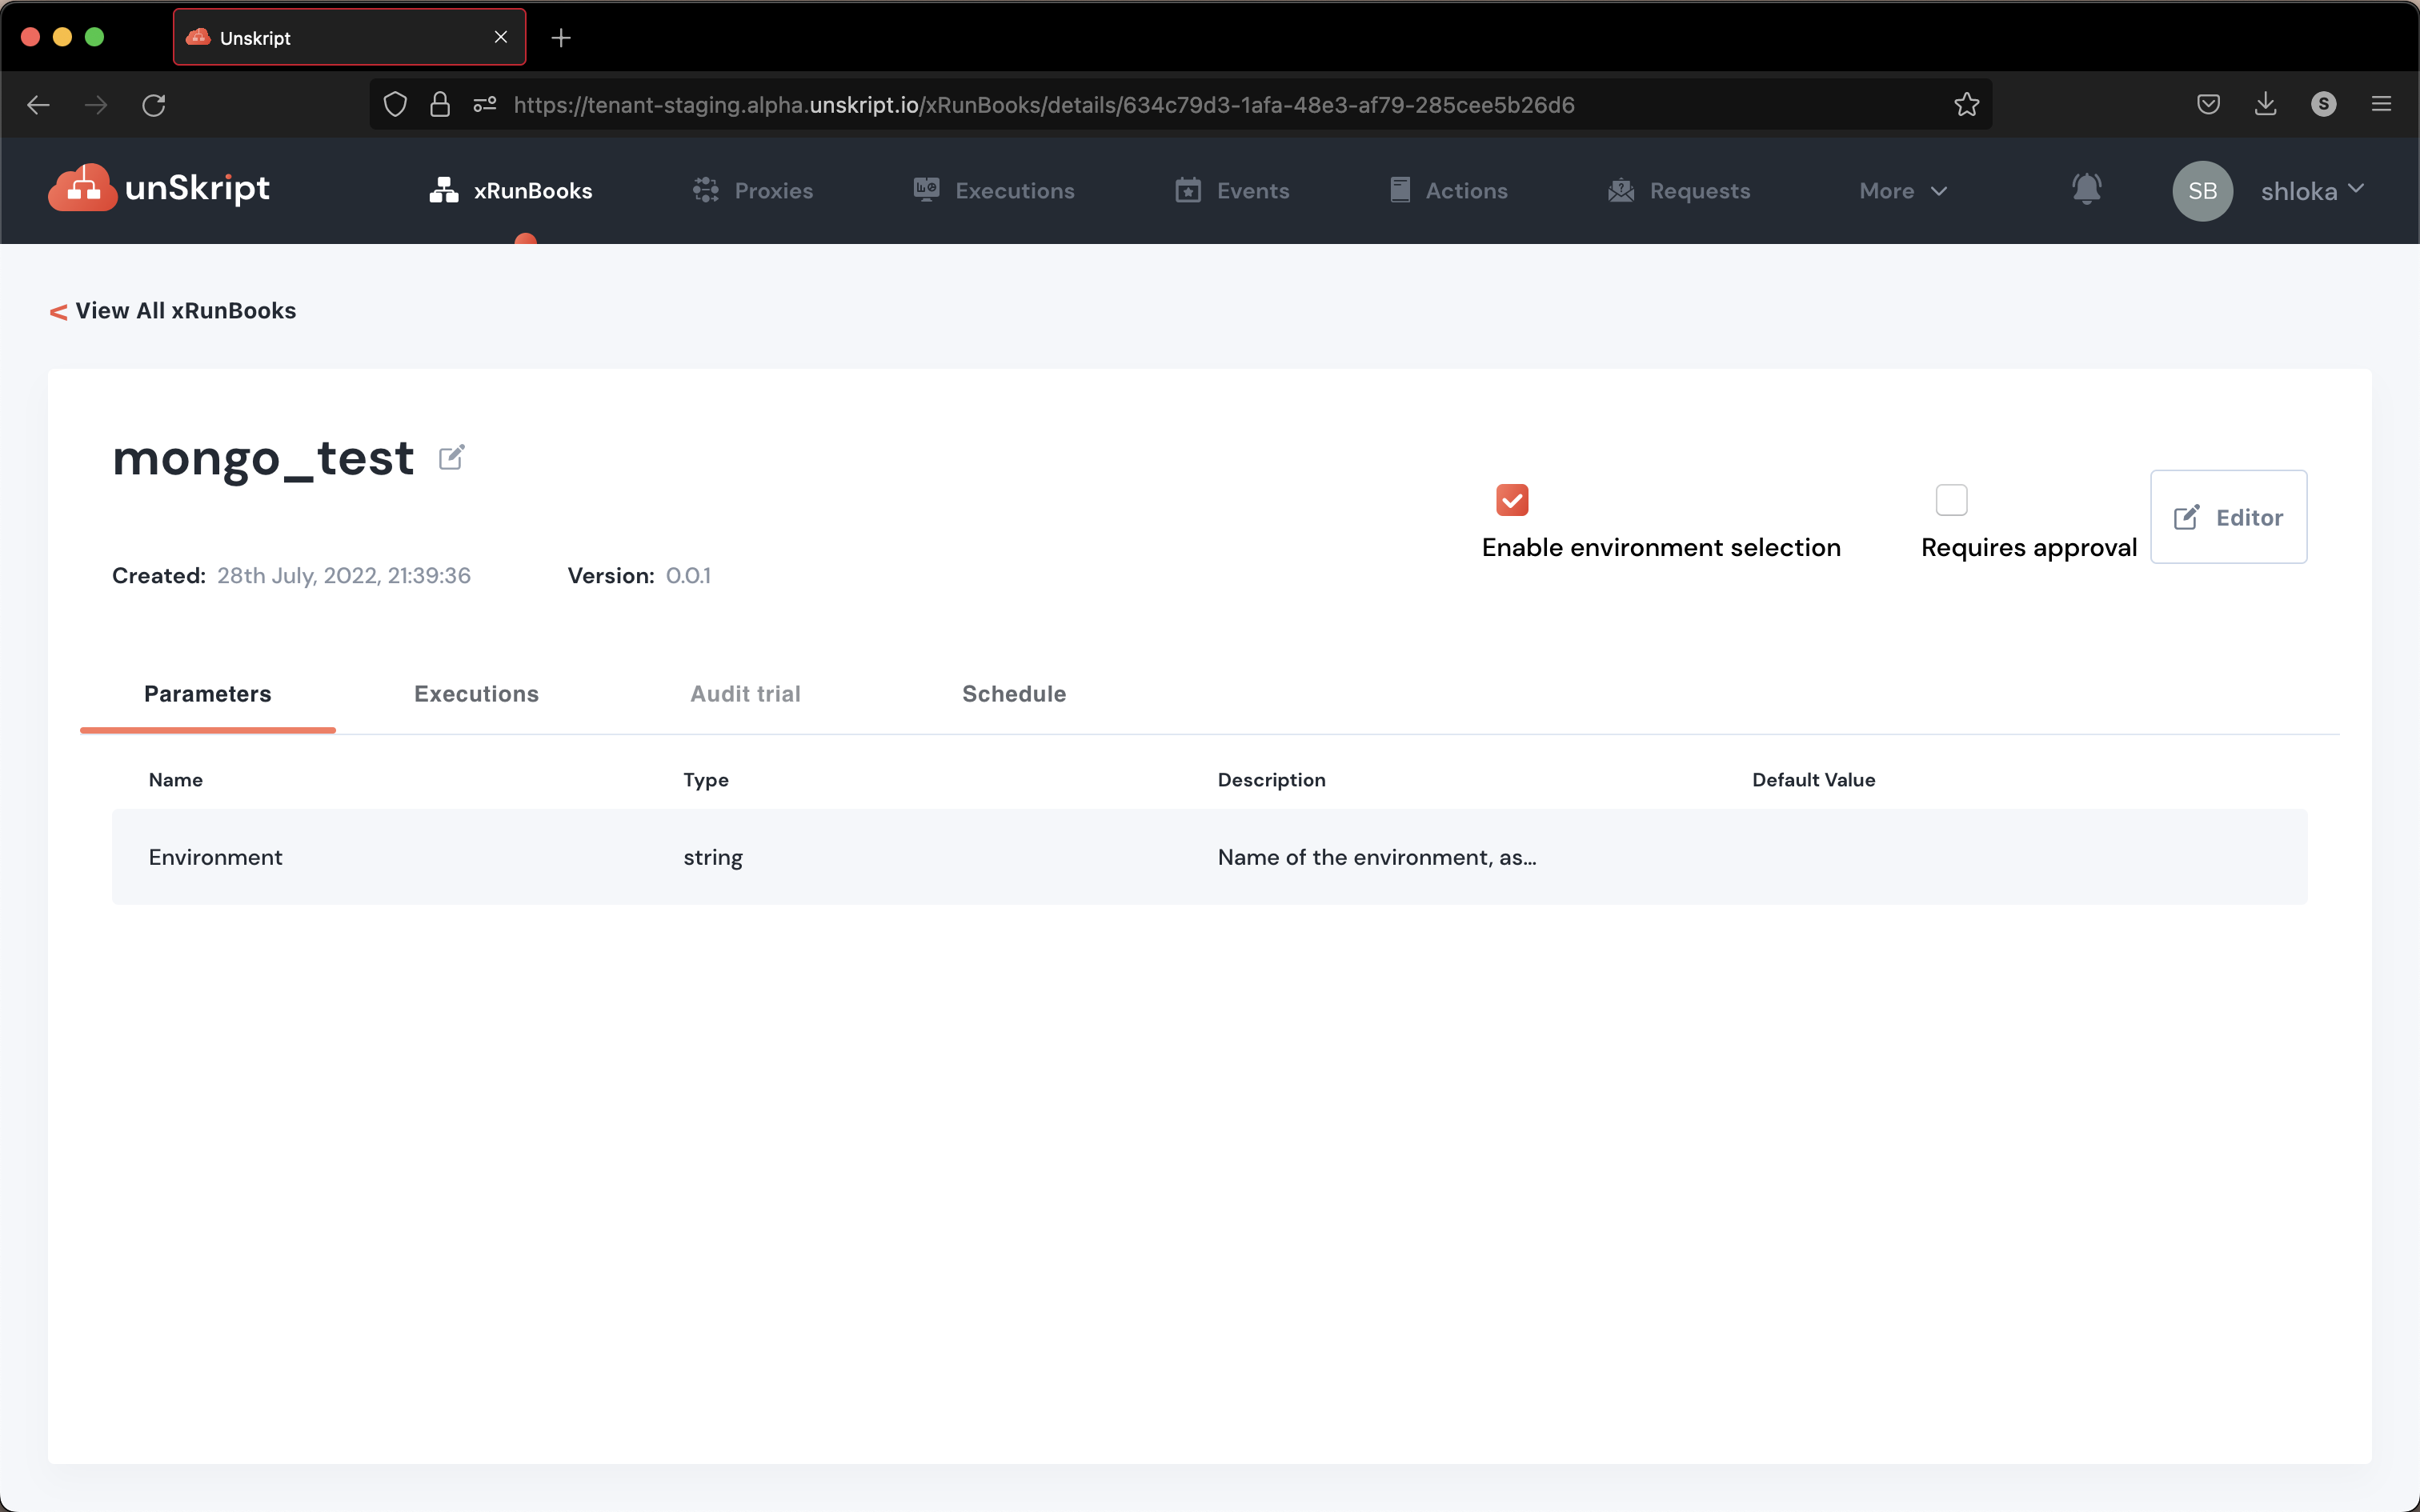 Unskript
https://tenant-staging.alpha.unskript.io/xRunBooks/details/634c79d3-1afa-48e3-af79-285cee5b26d6
S
unSkript
xRunBooks
Proxies
Executions
Events
Actions
Requests
More
SB
shloka
< View All xRunBooks
mongo_test
Enable environment selection
Requires approval
Editor
Created: 28th July, 2022, 21:39:36
Version: 0.0.1
Parameters
Executions
Audit trial
Schedule
Name
Type
Description
Default Value
Environment
string
Name of the environment, as...